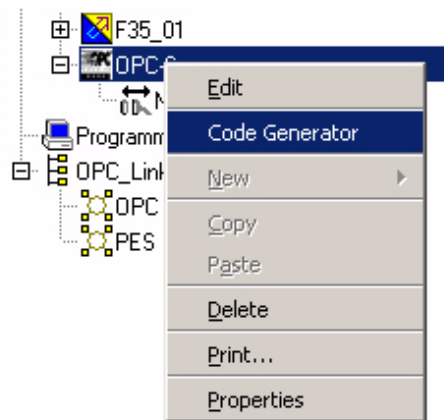 F35_01
OPC-S
Edit
Programm
Code Generator
OPC_Link
New
OPC
Copy
PES
Paste
Delete
Print...
Properties